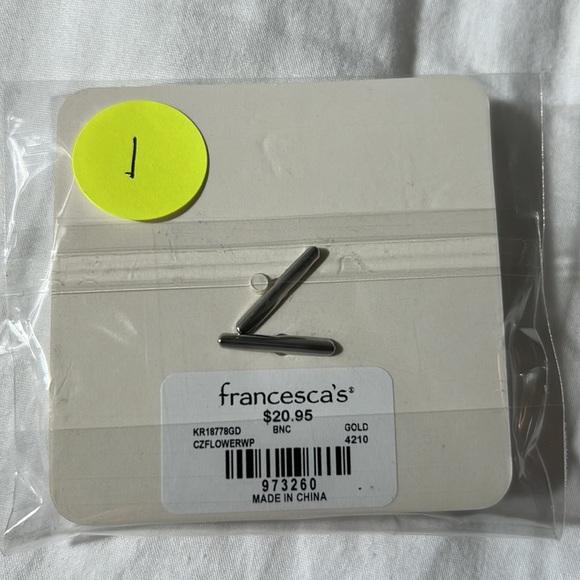 1
francesca's®
$20.95
KR18778GD BNC GOLD
CZFLOWERWP 4210
973260
MADE IN CHINA